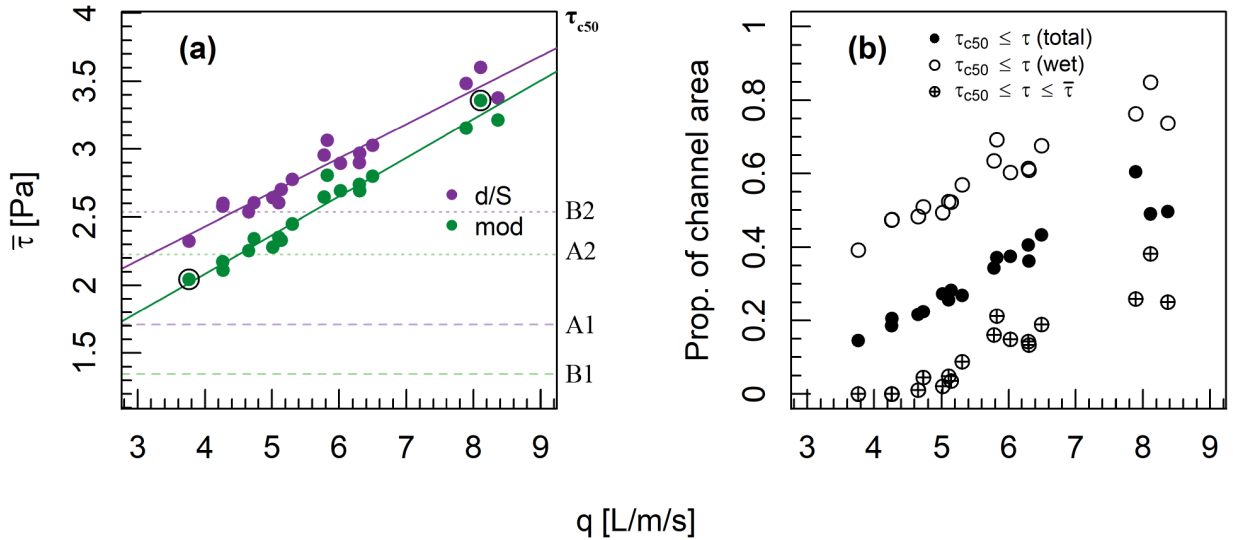 (a)
τc50
4
3.5
3
2.5
2
1.5
τ̅ [Pa]
d/S
mod
B2
A2
A1
B1
3 4 5 6 7 8 9
(b)
τc50 ≤ τ (total)
τc50 ≤ τ (wet)
τc50 ≤ τ ≤ τ̅
1
0.8
0.6
0.4
0.2
0
Prop. of channel area
3 4 5 6 7 8 9
q [L/m/s]